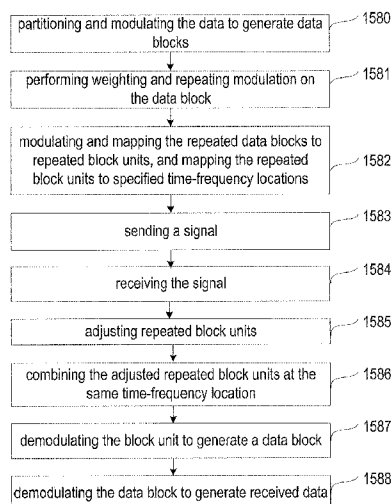 partitioning and modulating the data to generate data
blocks
1580
performing weighting and repeating modulation on
the data block
1581
modulating and mapping the repeated data blocks to
repeated block units, and mapping the repeated
block units to specified time-frequency locations
1582
sending a signal
1583
receiving the signal
1584
adjusting repeated block units
1585
combining the adjusted repeated block units at the
same time-frequency location
1586
demodulating the block unit to generate a data block
1587
demodulating the data block to generate received data
1588